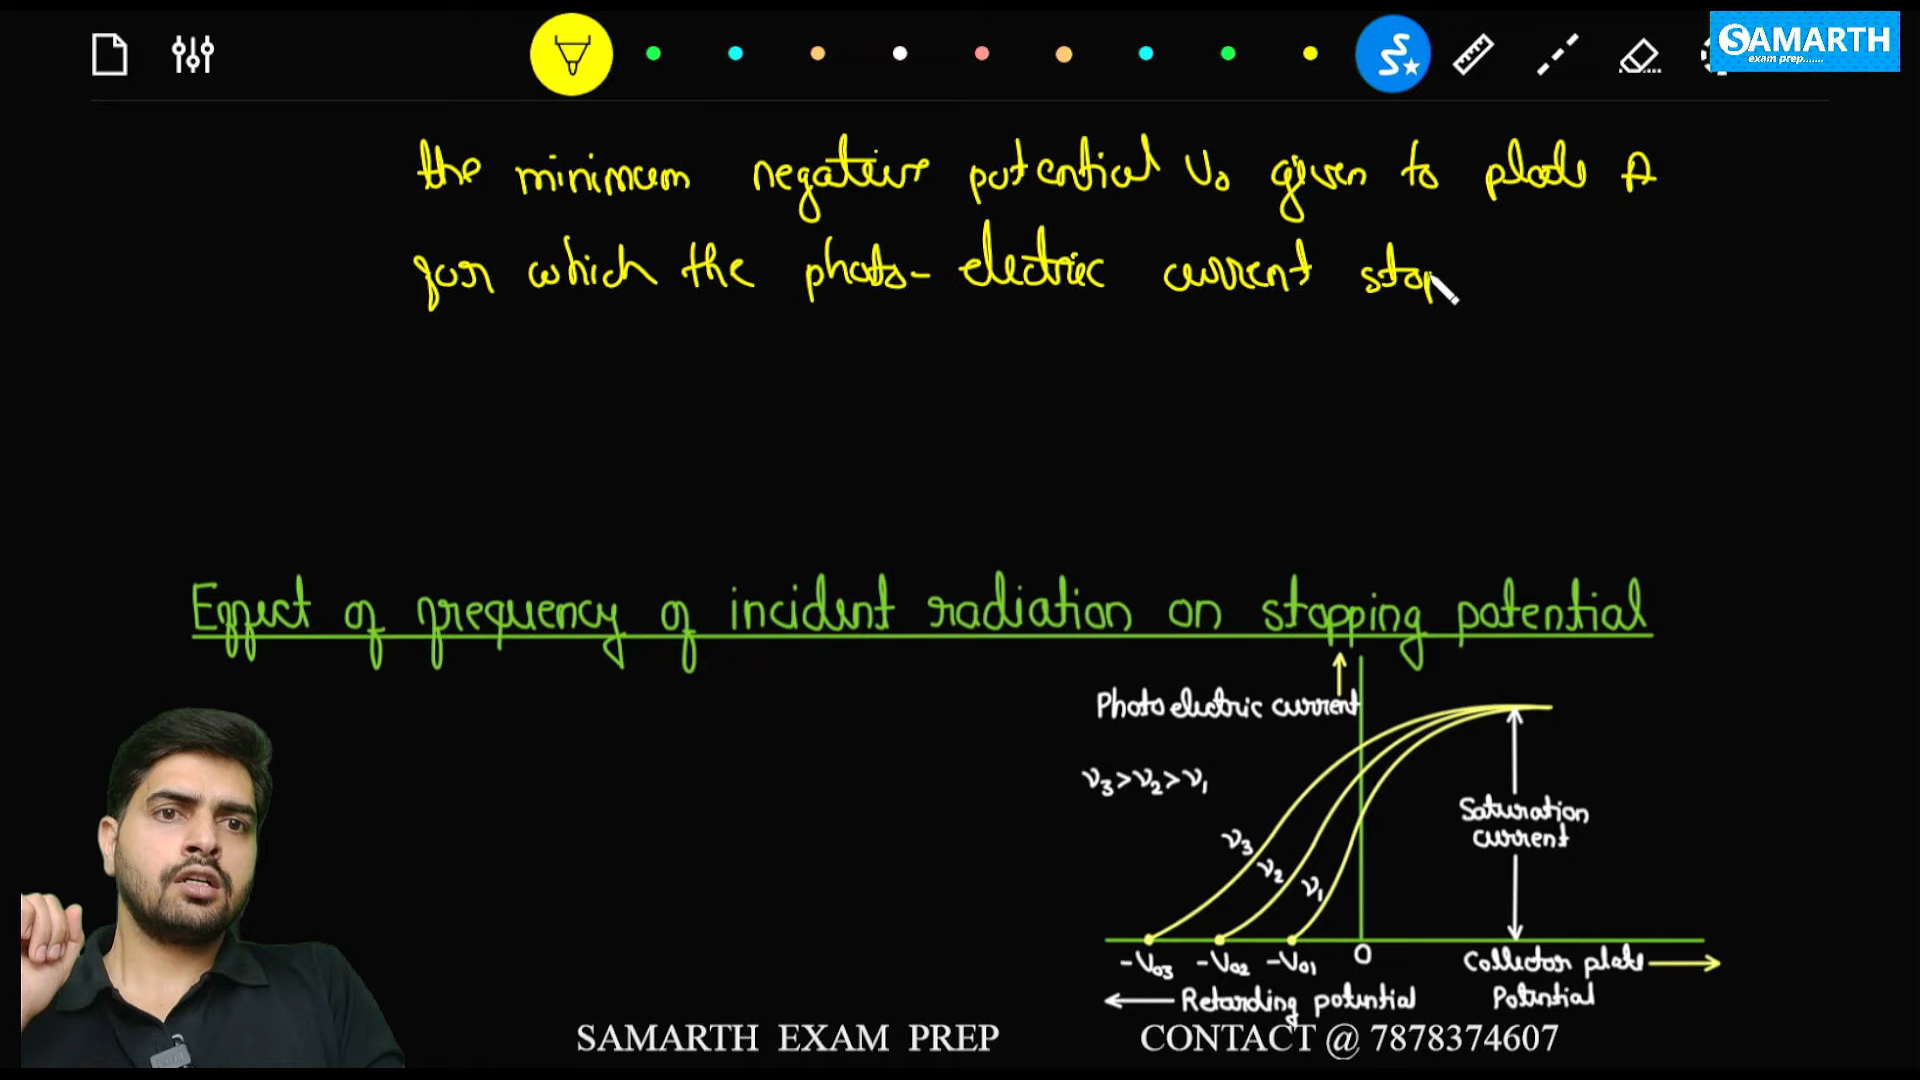 SAMARTH
exam prep.......
the minimum negative potential V₀ given to plate A
for which the photo-electric current stop
Effect of frequency of incident radiation on stopping potential
Photo electric current
ν₃>ν₂>ν₁
Saturation
current
ν₃
ν₂
ν₁
-V₀₃ -V₀₂ -V₀₁ 0
Collector plate
Potential
Retarding potential
SAMARTH EXAM PREP CONTACT @ 7878374607